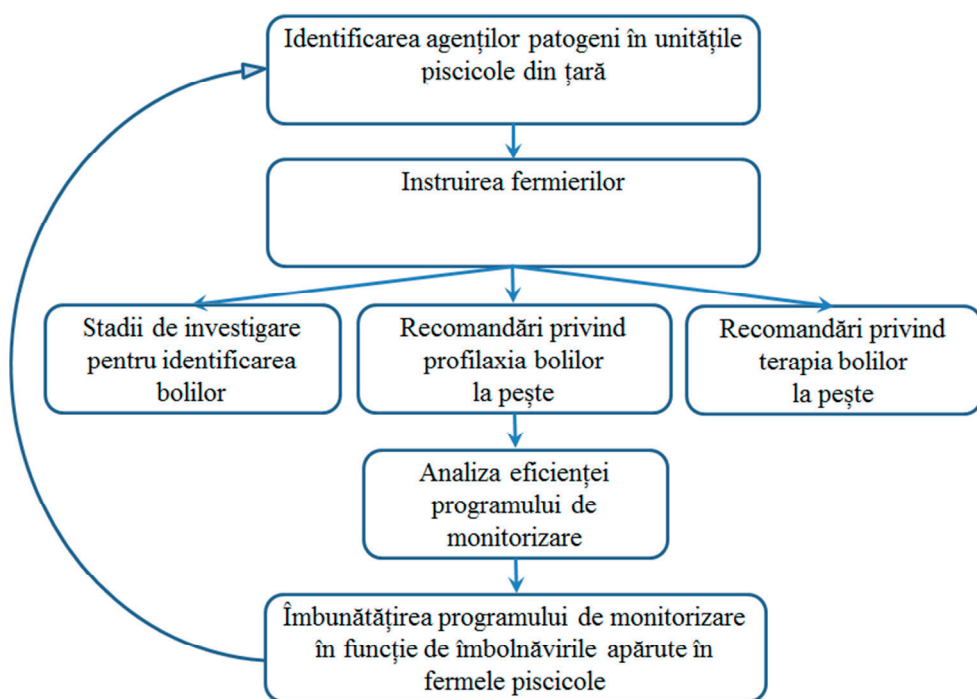 Identificarea agenților patogeni în unitățile
piscicole din țară
Instruirea fermierilor
Stadii de investigare
pentru identificarea
bolilor
Recomandări privind
profilaxia bolilor
la pește
Recomandări privind
terapia bolilor
la pește
Analiza eficienței
programului de
monitorizare
Îmbunătățirea programului de monitorizare
în funcție de îmbolnăvirile apărute în
fermele piscicole